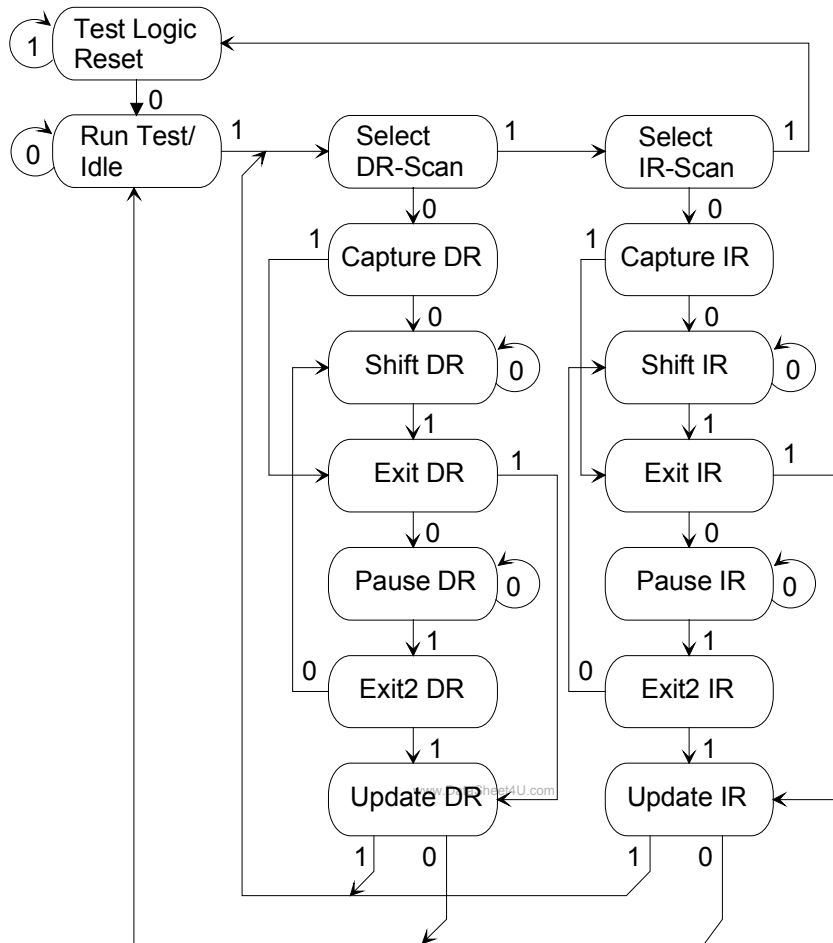 Test Logic
Reset
1
0
Run Test/
Idle
0
1
Select
DR-Scan
1
Select
IR-Scan
1
0
0
1
Capture DR
1
Capture IR
0
0
Shift DR
0
Shift IR
0
1
1
Exit DR
1
Exit IR
1
0
0
Pause DR
0
Pause IR
0
1
1
0
Exit2 DR
0
Exit2 IR
1
1
www.DataSheet4U.com
Update DR
Update IR
1
0
1
0